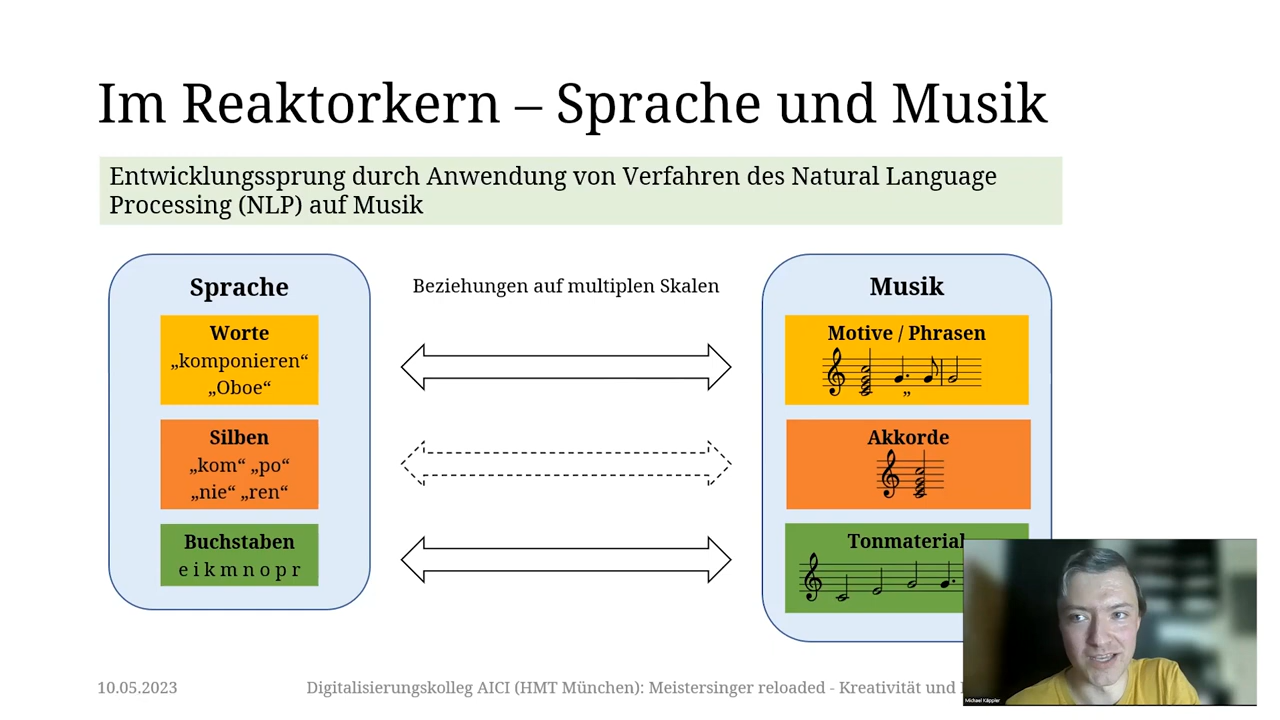 Im Reaktorkern – Sprache und Musik
Entwicklungssprung durch Anwendung von Verfahren des Natural Language
Processing (NLP) auf Musik
Sprache
Worte
„komponieren“
„Oboe“
Silben
„kom“ „po“
„nie“ „ren“
Buchstaben
e i k m n o p r
Beziehungen auf multiplen Skalen
Musik
Motive / Phrasen
Akkorde
Tonmaterial
10.05.2023
Digitalisierungskolleg AICI (HMT München): Meistersinger reloaded - Kreativität und
Michael Käppler